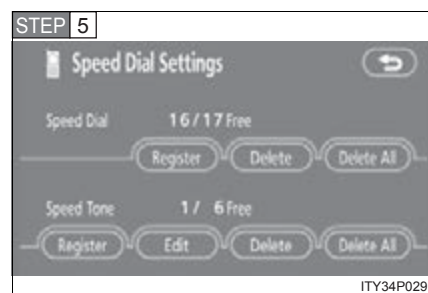 STEP 5
Speed Dial Settings
Speed Dial 16/17 Free
Register Delete Delete All
Speed Tone 1/ 6 Free
Register Edit Delete Delete All
ITY34P029